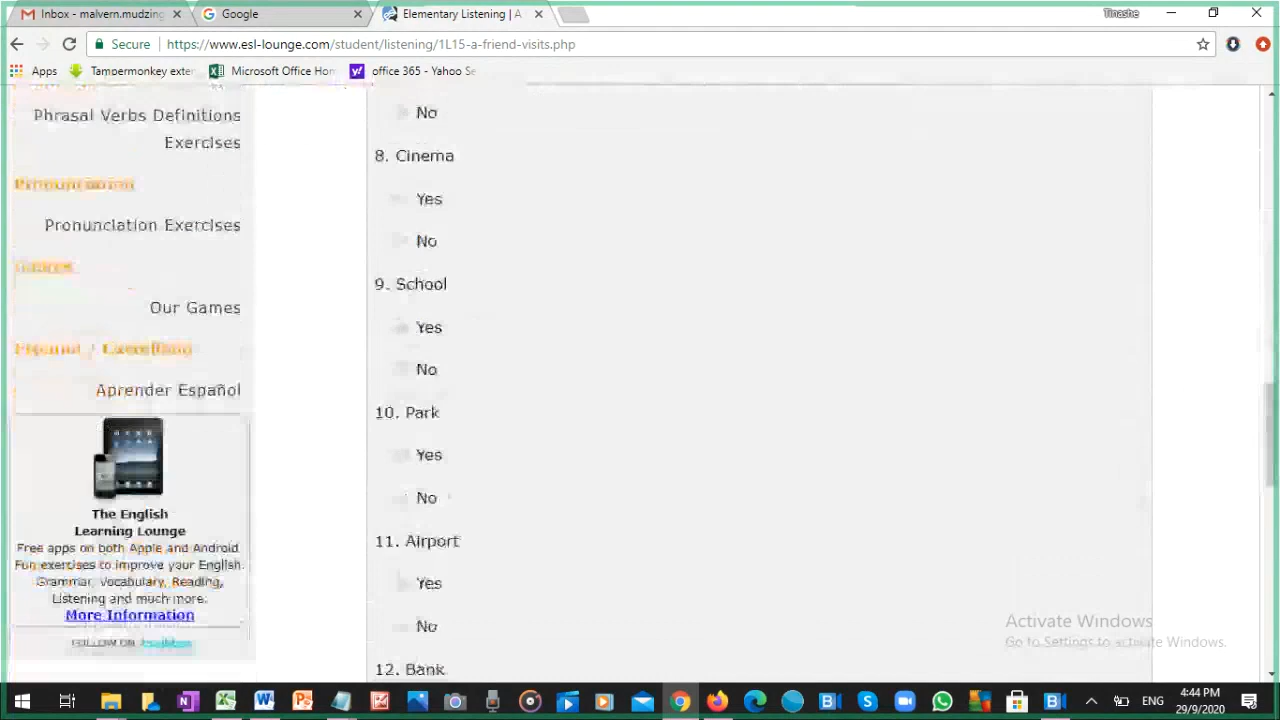 Inbox - malvern.mudzing
Google
Elementary Listening | A
Tinashe
Secure
https://www.esl-lounge.com/student/listening/1L15-a-friend-visits.php
Apps
Tampermonkey exter
Microsoft Office Hom
office 365 - Yahoo Se
Phrasal Verbs Definitions
Exercises
Pronunciation
Pronunciation Exercises
Our Games
Aprender Español
The English
Learning Lounge
Free apps on both Apple and Android.
Fun exercises to improve your English.
Grammar, Vocabulary, Reading,
Listening and much more.
More Information
No
8. Cinema
Yes
No
9. School
Yes
No
10. Park
Yes
No
11. Airport
Yes
No
12. Bank
Activate Windows
Go to Settings to activate Windows.
ENG
4:44 PM
29/9/2020